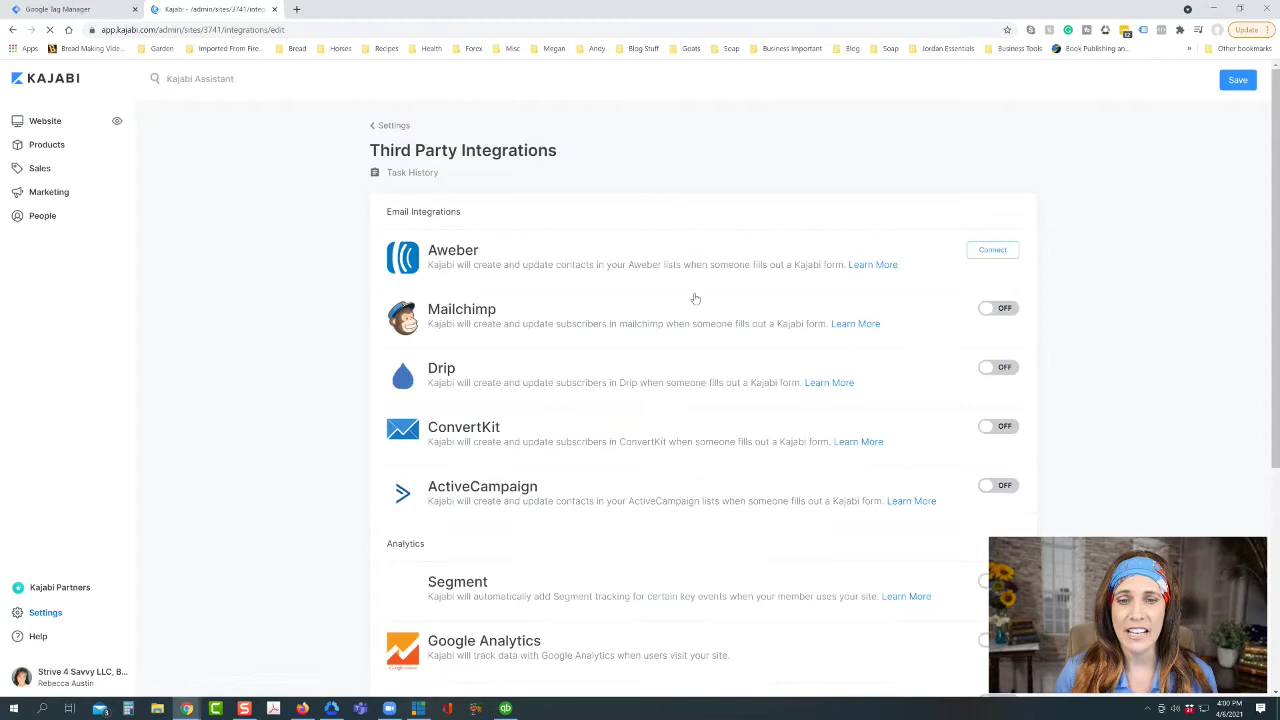 Google Tag Manager
Kajabi - /admin/sites/3741/integ
app.kajabi.com/admin/sites/3741/integrations/edit
Update
Apps
Bread Making Vide...
Garden
Imported From Fire...
Bread
Horses
Recipes
Health
Forex
Misc
Megan
Andy
Blog Stuff
Goats
Soap
Business Important
Blog
Soap
Jordan Essentials
Business Tools
Book Publishing an...
Other bookmarks
KAJABI
Kajabi Assistant
Save
Website
Products
Sales
Marketing
People
Settings
Third Party Integrations
Task History
Email Integrations
Aweber
Kajabi will create and update contacts in your Aweber lists when someone fills out a Kajabi form. Learn More
Connect
Mailchimp
Kajabi will create and update subscribers in mailchimp when someone fills out a Kajabi form. Learn More
OFF
Drip
Kajabi will create and update subscribers in Drip when someone fills out a Kajabi form. Learn More
OFF
ConvertKit
Kajabi will create and update subscribers in ConvertKit when someone fills out a Kajabi form. Learn More
OFF
ActiveCampaign
Kajabi will create and update contacts in your ActiveCampaign lists when someone fills out a Kajabi form. Learn More
OFF
Analytics
Segment
Kajabi will automatically add Segment tracking for certain key events when your member uses your site. Learn More
Google Analytics
Kajabi will track data with Google Analytics when users visit your site.
Kajabi Partners
Settings
Help
Strive 4 Savvy LLC, B...
Rebecca Austin
4:00 PM
4/6/2021